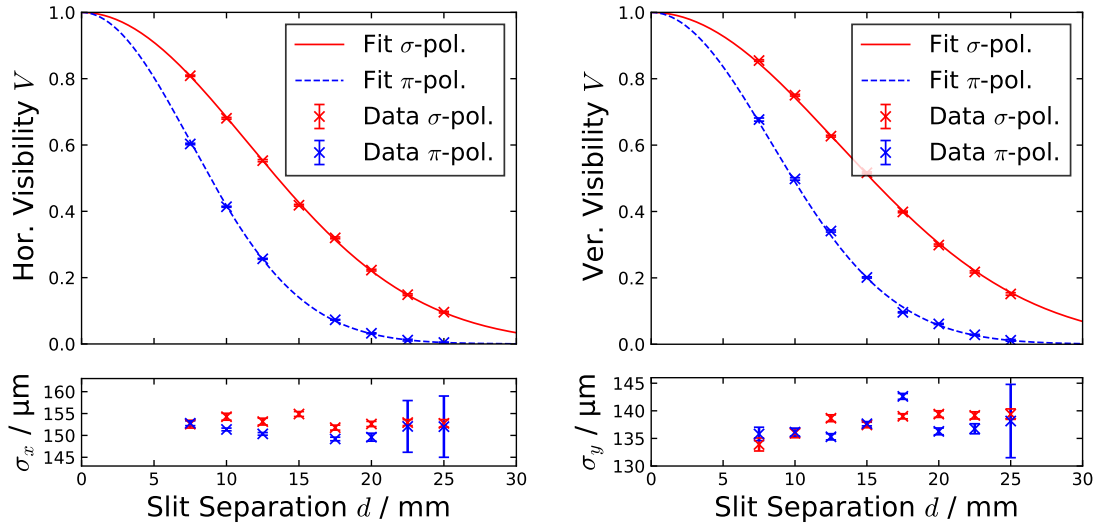 Hor. Visibility V
1.0
0.8
0.6
0.4
0.2
0.0
Fit σ-pol.
Fit π-pol.
Data σ-pol.
Data π-pol.
σx / µm
160
155
150
145
0 5 10 15 20 25 30
Slit Separation d / mm
Ver. Visibility V
1.0
0.8
0.6
0.4
0.2
0.0
Fit σ-pol.
Fit π-pol.
Data σ-pol.
Data π-pol.
σy / µm
145
140
135
130
0 5 10 15 20 25 30
Slit Separation d / mm